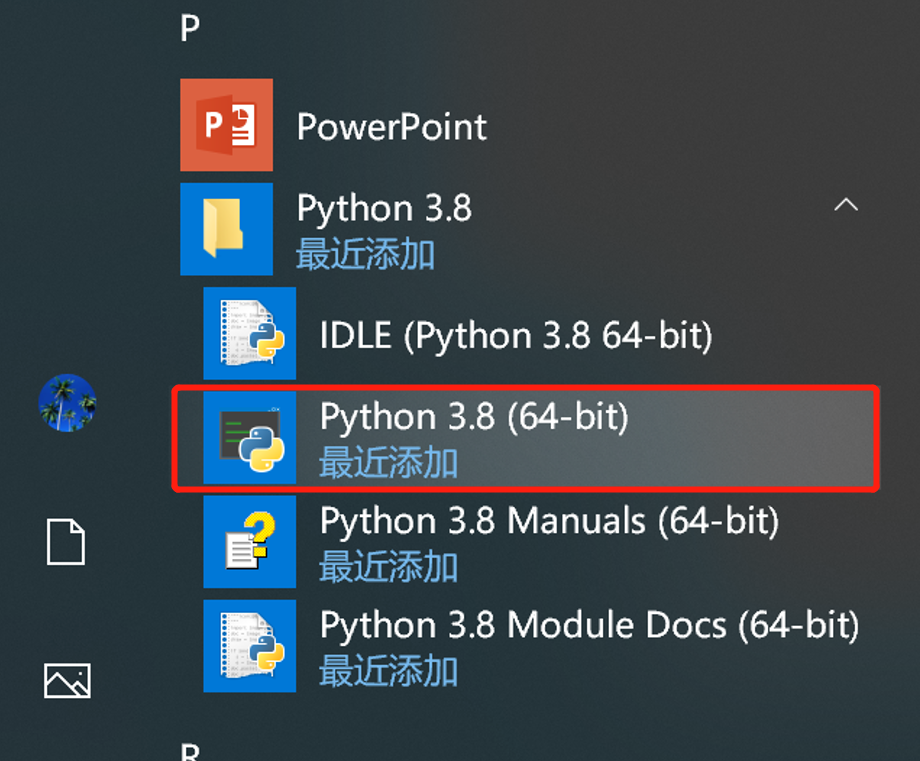 P
PowerPoint
Python 3.8
最近添加
IDLE (Python 3.8 64-bit)
Python 3.8 (64-bit)
最近添加
Python 3.8 Manuals (64-bit)
最近添加
Python 3.8 Module Docs (64-bit)
最近添加
R